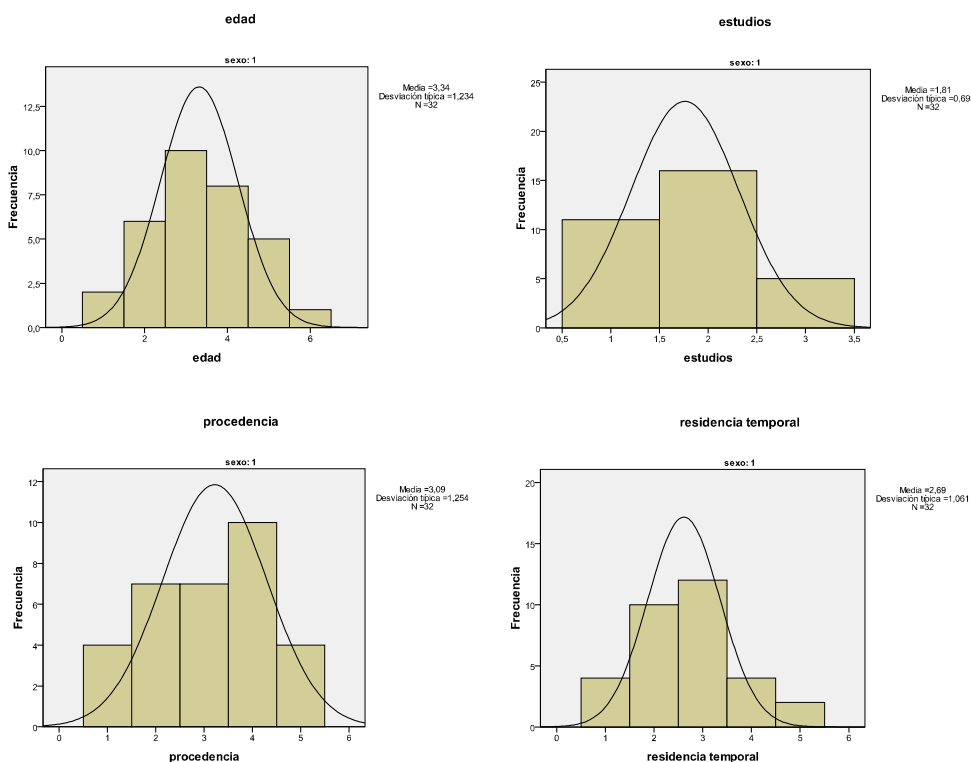 edad
sexo: 1
Media =3,34
Desviación típica =1,234
N =32
Frecuencia
12,5
10,0
7,5
5,0
2,5
0,0
0 2 4 6
edad
estudios
sexo: 1
Media =1,81
Desviación típica =0,69
N =32
Frecuencia
25
20
15
10
5
0
0,5 1 1,5 2 2,5 3 3,5
estudios
procedencia
sexo: 1
Media =3,09
Desviación típica =1,254
N =32
Frecuencia
12
10
8
6
4
2
0
0 1 2 3 4 5 6
procedencia
residencia temporal
sexo: 1
Media =2,69
Desviación típica =1,061
N =32
Frecuencia
20
15
10
5
0
0 1 2 3 4 5 6
residencia temporal